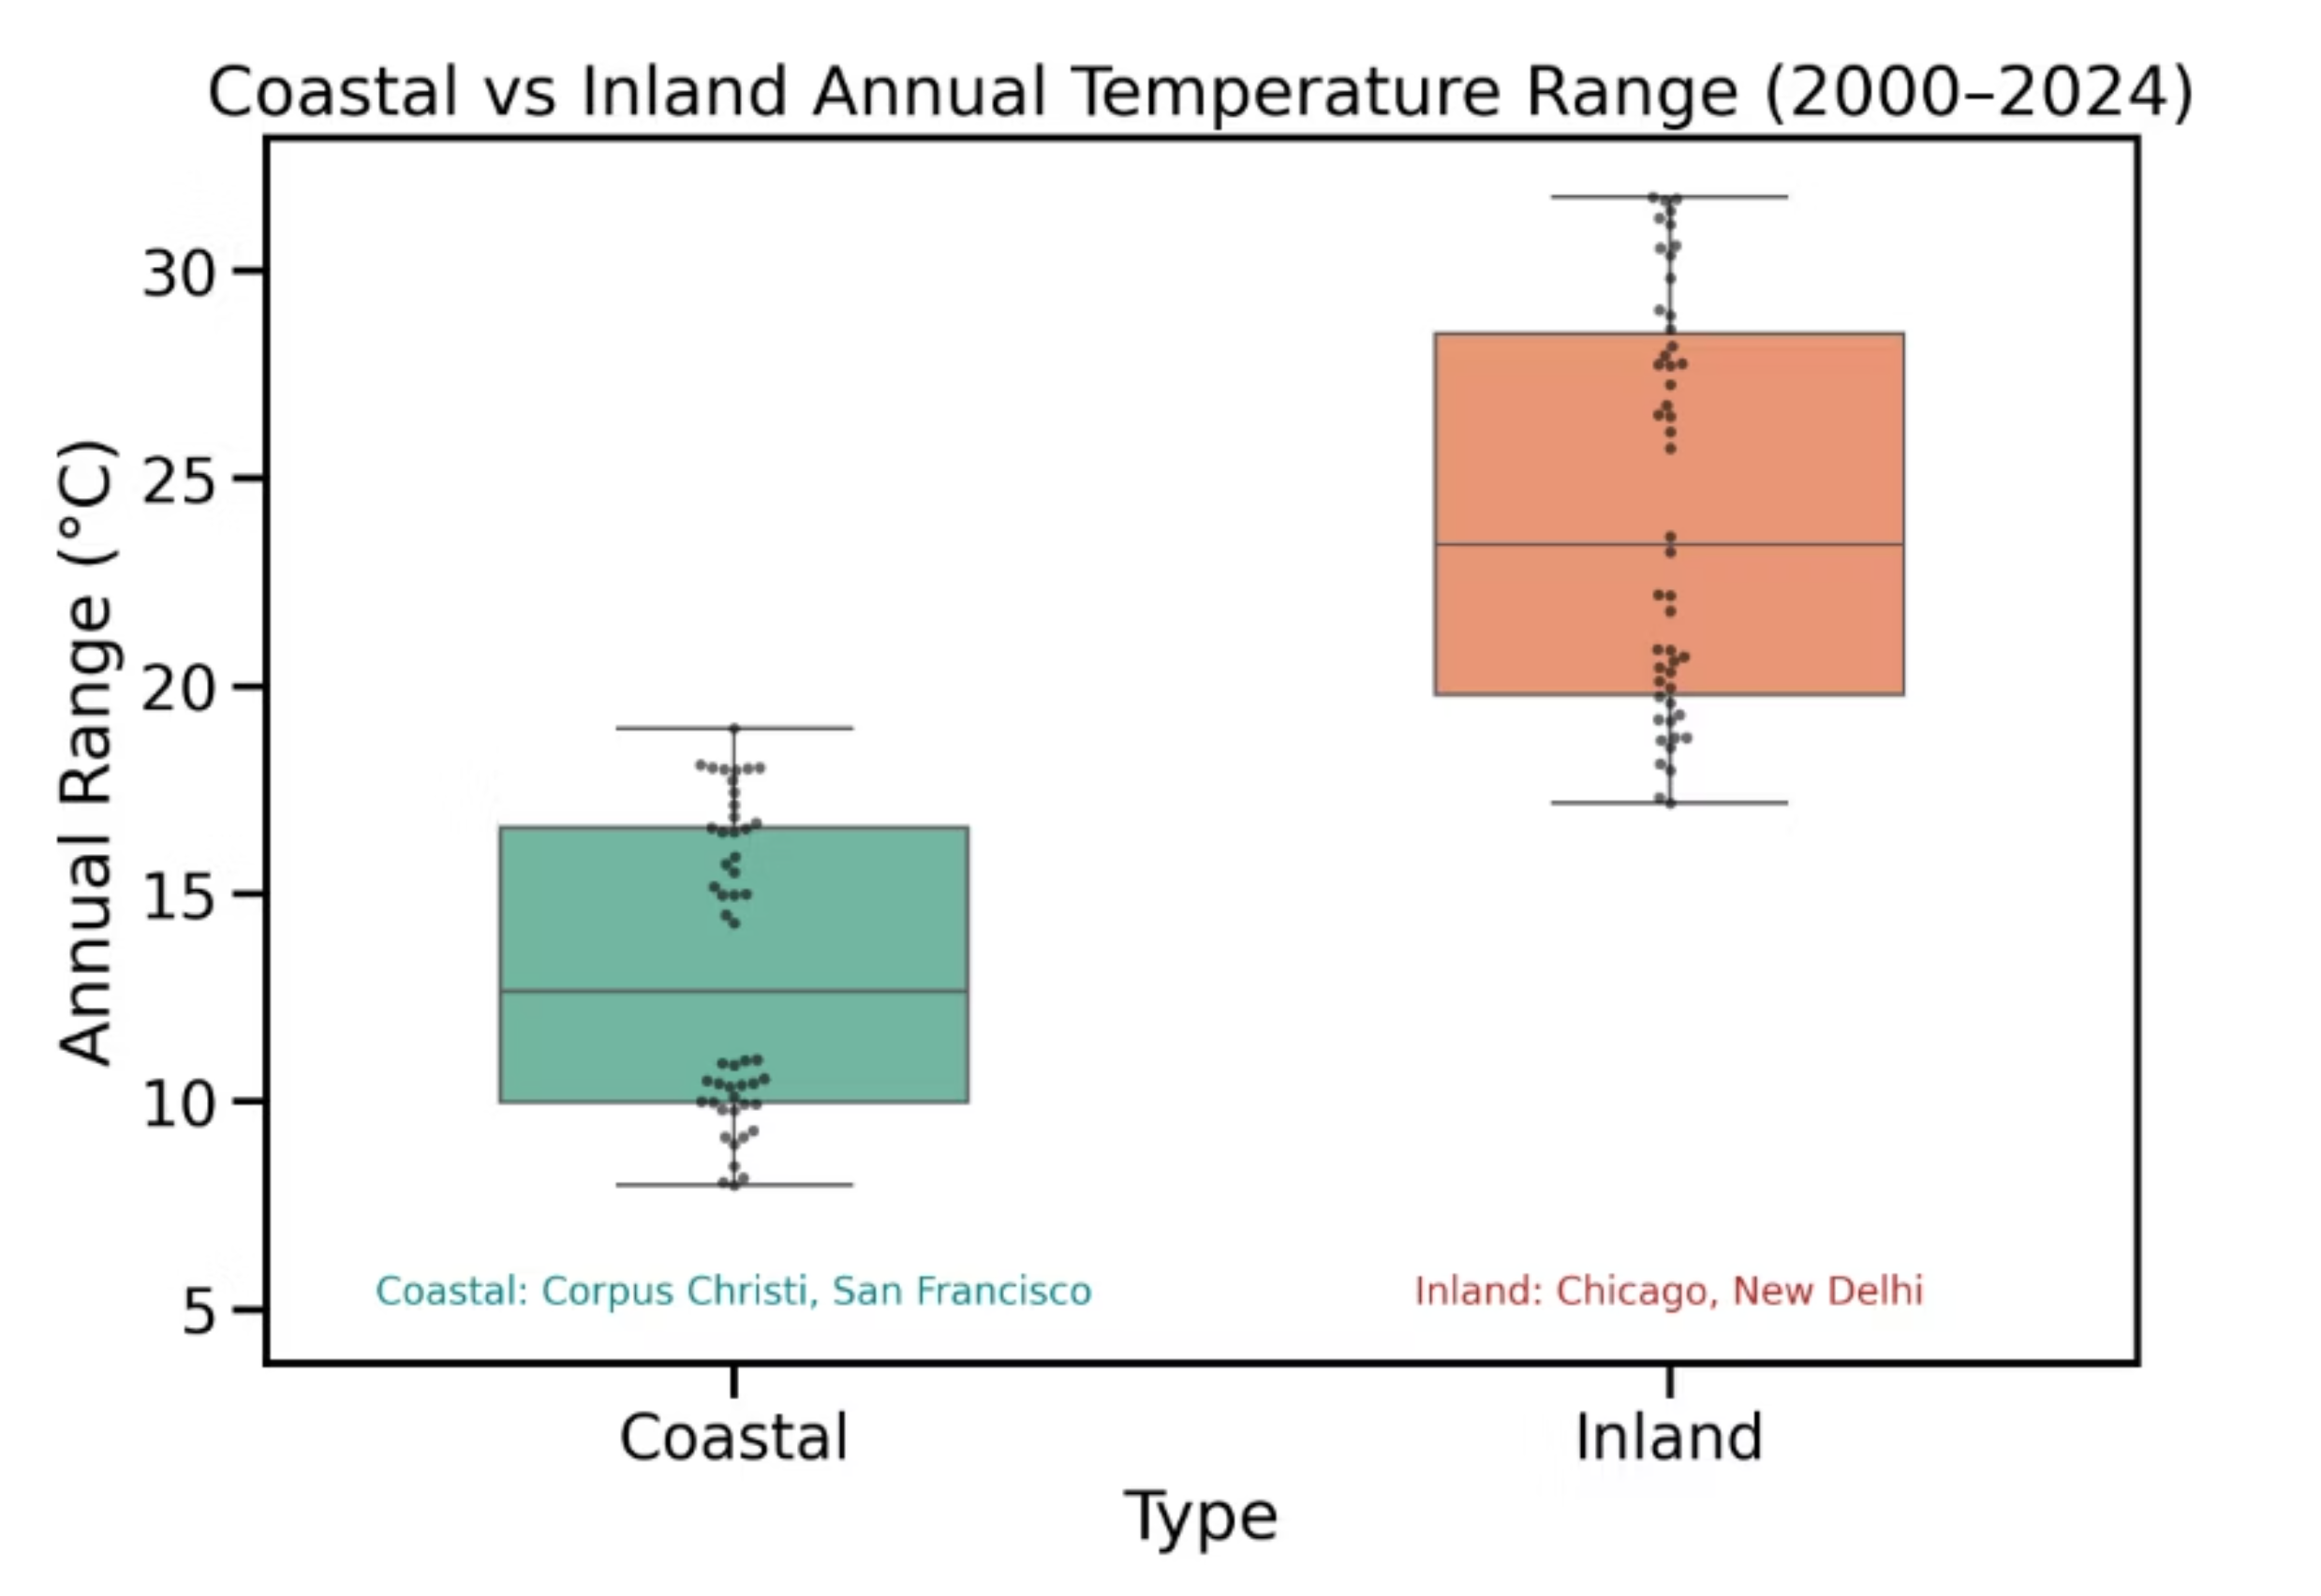 Coastal vs Inland Annual Temperature Range (2000–2024)
Annual Range (°C)
30
25
20
15
10
5
Coastal: Corpus Christi, San Francisco
Inland: Chicago, New Delhi
Coastal
Inland
Type